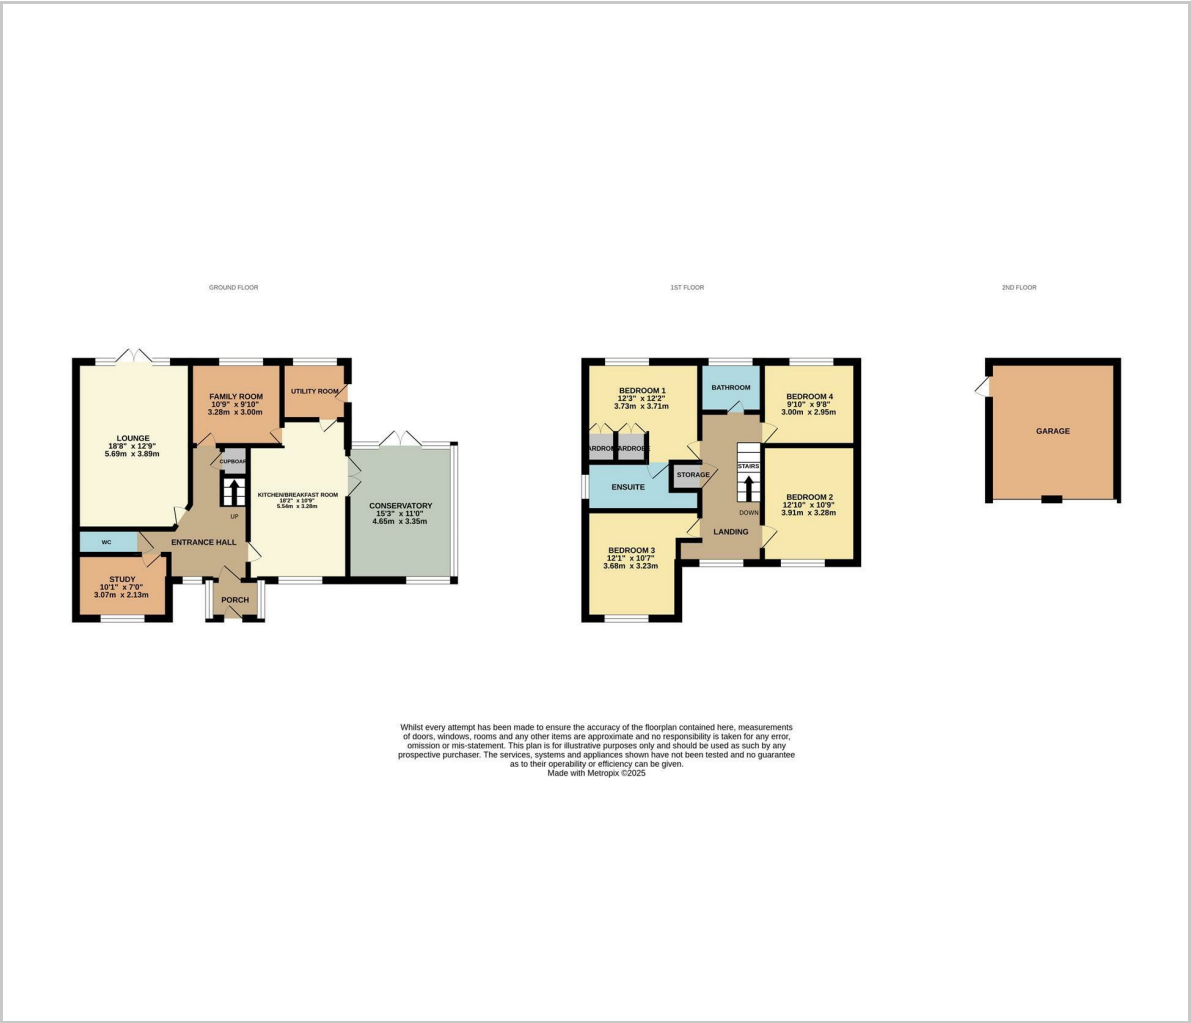 GROUND FLOOR
1ST FLOOR
2ND FLOOR
LOUNGE
18'8" x 12'9"
5.69m x 3.89m
FAMILY ROOM
10'9" x 9'10"
3.28m x 3.00m
UTILITY ROOM
CUPBOAR
KITCHEN/BREAKFAST ROOM
18'2" x 10'9"
5.54m x 3.28m
CONSERVATORY
15'3" x 11'0"
4.65m x 3.35m
UP
WC
ENTRANCE HALL
STUDY
10'1" x 7'0"
3.07m x 2.13m
PORCH
BEDROOM 1
12'3" x 12'2"
3.73m x 3.71m
BATHROOM
BEDROOM 4
9'10" x 9'8"
3.00m x 2.95m
ARDROB
ARDROBE
STORAGE
STAIRS
ENSUITE
BEDROOM 2
12'10" x 10'9"
3.91m x 3.28m
DOWN
LANDING
BEDROOM 3
12'1" x 10'7"
3.68m x 3.23m
GARAGE
Whilst every attempt has been made to ensure the accuracy of the floorplan contained here, measurements
of doors, windows, rooms and any other items are approximate and no responsibility is taken for any error,
omission or mis-statement. This plan is for illustrative purposes only and should be used as such by any
prospective purchaser. The services, systems and appliances shown have not been tested and no guarantee
as to their operability or efficiency can be given.
Made with Metropix ©2025